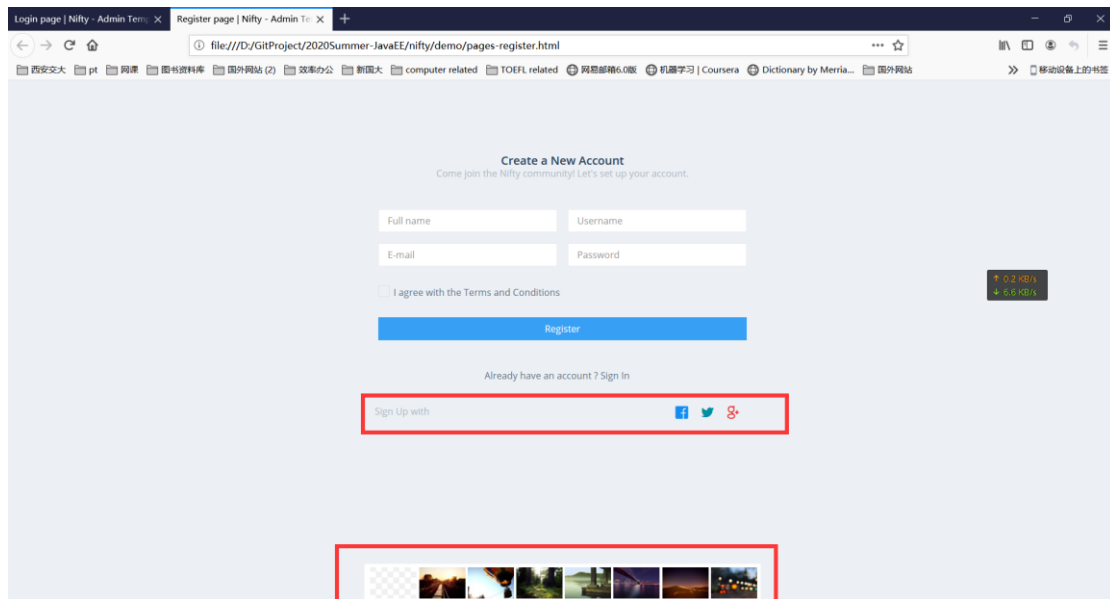 Login page | Nifty - Admin Temp
Register page | Nifty - Admin Te
file:///D:/GitProject/2020Summer-JavaEE/nifty/demo/pages-register.html
西安交大 pt 网课 图书资料库 国外网站 (2) 效率办公 新国大 computer related TOEFL related 网易邮箱6.0版 机器学习 | Coursera Dictionary by Merria... 国外网站 移动设备上的书签
Create a New Account
Come join the Nifty community! Let's set up your account.
Full name Username
E-mail Password
I agree with the Terms and Conditions
↑ 0.2 KB/s
↓ 6.6 KB/s
Register
Already have an account ? Sign In
Sign Up with